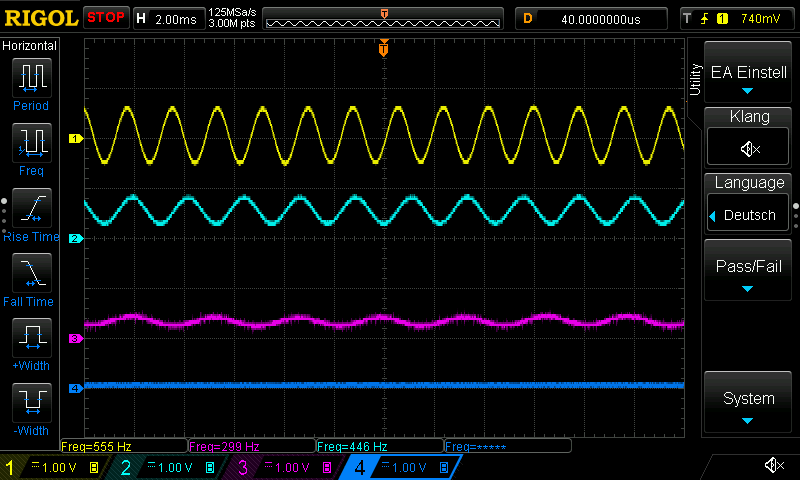 RIGOL STOP H 2.00ms 125MSa/s 3.00M pts D 40.0000000us T 1 740mV
T
Horizontal
Period
Freq
Rise Time
Fall Time
+Width
-Width
1
2
3
4
Utility
EA Einstell
Klang
Language
Deutsch
Pass/Fail
System
Freq=555 Hz Freq=299 Hz Freq=446 Hz Freq=*****
1 1.00 V B 2 1.00 V B 3 1.00 V B 4 1.00 V B